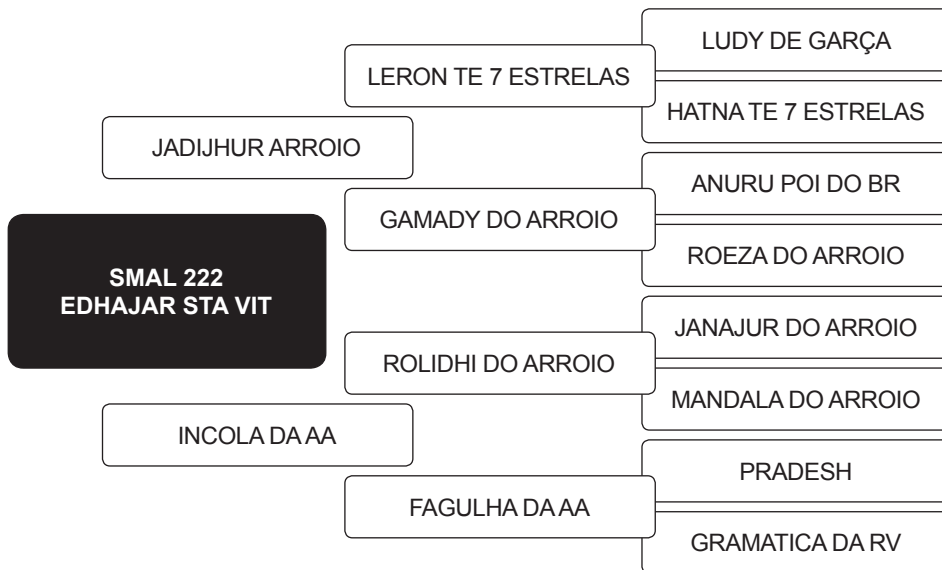 LUDY DE GARÇA
LERON TE 7 ESTRELAS
HATNA TE 7 ESTRELAS
JADIJHUR ARROIO
ANURU POI DO BR
GAMADY DO ARROIO
ROEZA DO ARROIO
SMAL 222
EDHAJAR STA VIT
JANAJUR DO ARROIO
ROLIDHI DO ARROIO
MANDALA DO ARROIO
INCOLA DA AA
PRADESH
FAGULHA DA AA
GRAMATICA DA RV